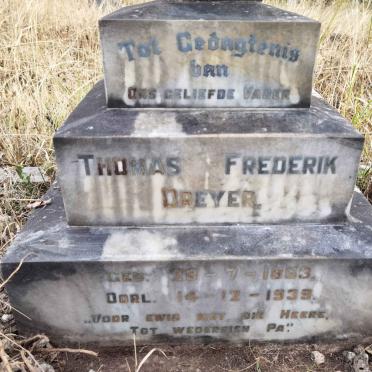 Tot Gedagtenis
van
Ons geliefde Vader
Thomas Frederik
Dreyer.
Geb. 29-7-1863.
Oorl. 14-12-1939.
„Voor ewig met die Heere,
Tot wedersien Pa".